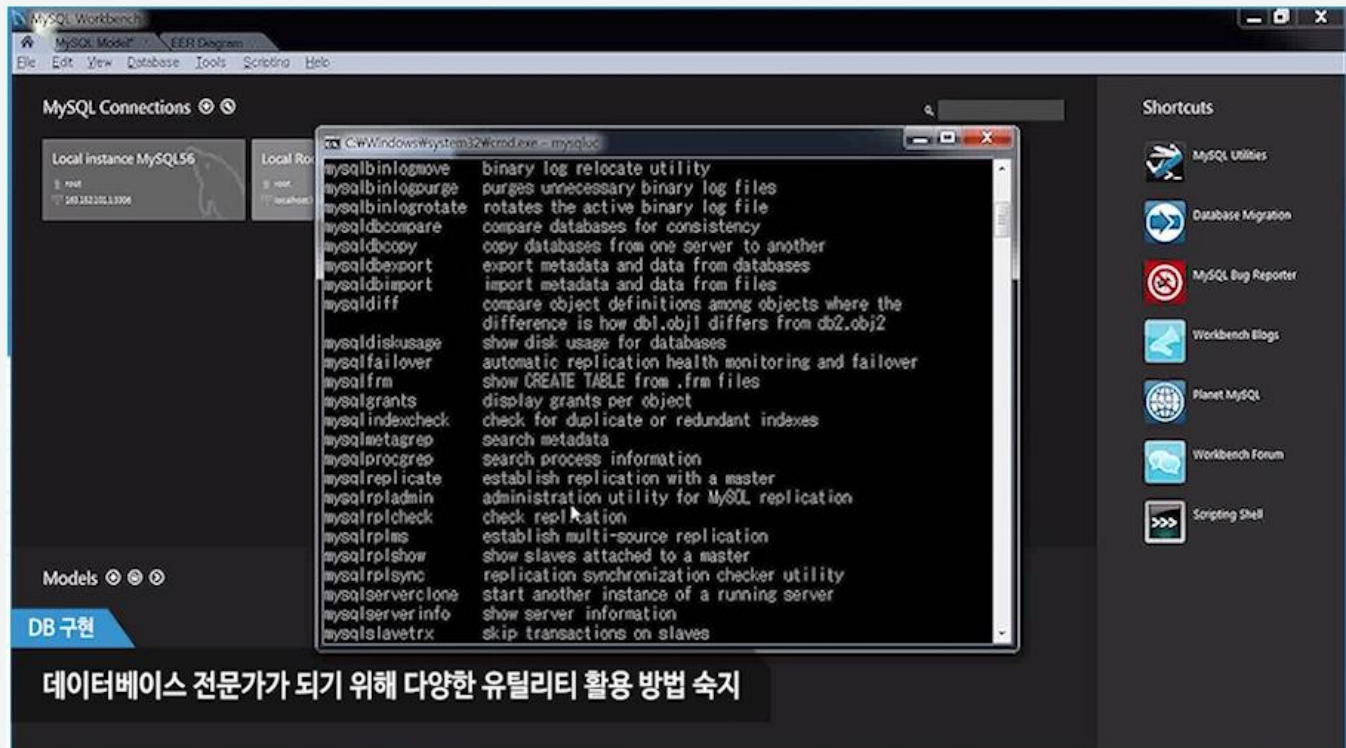 MySQL Workbench
MySQL Model* EER Diagram
File Edit View Database Tools Scripting Help
MySQL Connections
Local instance MySQL56
root
Local Ro
root
localhost:
C:₩Windows₩system32₩cmd.exe - mysqluc
mysqlbinlogmove binary log relocate utility
mysqlbinlogpurge purges unnecessary binary log files
mysqlbinlogrotate rotates the active binary log file
mysqldbcompare compare databases for consistency
mysqldbcopy copy databases from one server to another
mysqldbexport export metadata and data from databases
mysqldbimport import metadata and data from files
mysqldiff compare object definitions among objects where the
difference is how db1.obj1 differs from db2.obj2
mysqldiskusage show disk usage for databases
mysqlfailover automatic replication health monitoring and failover
mysqlfrm show CREATE TABLE from .frm files
mysqlgrants display grants per object
mysqlindexcheck check for duplicate or redundant indexes
mysqlmetagrep search metadata
mysqlprocgrep search process information
mysqlreplicate establish replication with a master
mysqlrpladmin administration utility for MySQL replication
mysqlrplcheck check replication
mysqlrplms establish multi-source replication
mysqlrplshow show slaves attached to a master
mysqlrplsync replication synchronization checker utility
mysqlserverclone start another instance of a running server
mysqlserverinfo show server information
mysqlslavetrx skip transactions on slaves
Shortcuts
MySQL Utilities
Database Migration
MySQL Bug Reporter
Workbench Blogs
Planet MySQL
Workbench Forum
Scripting Shell
Models
DB 구현
데이터베이스 전문가가 되기 위해 다양한 유틸리티 활용 방법 숙지